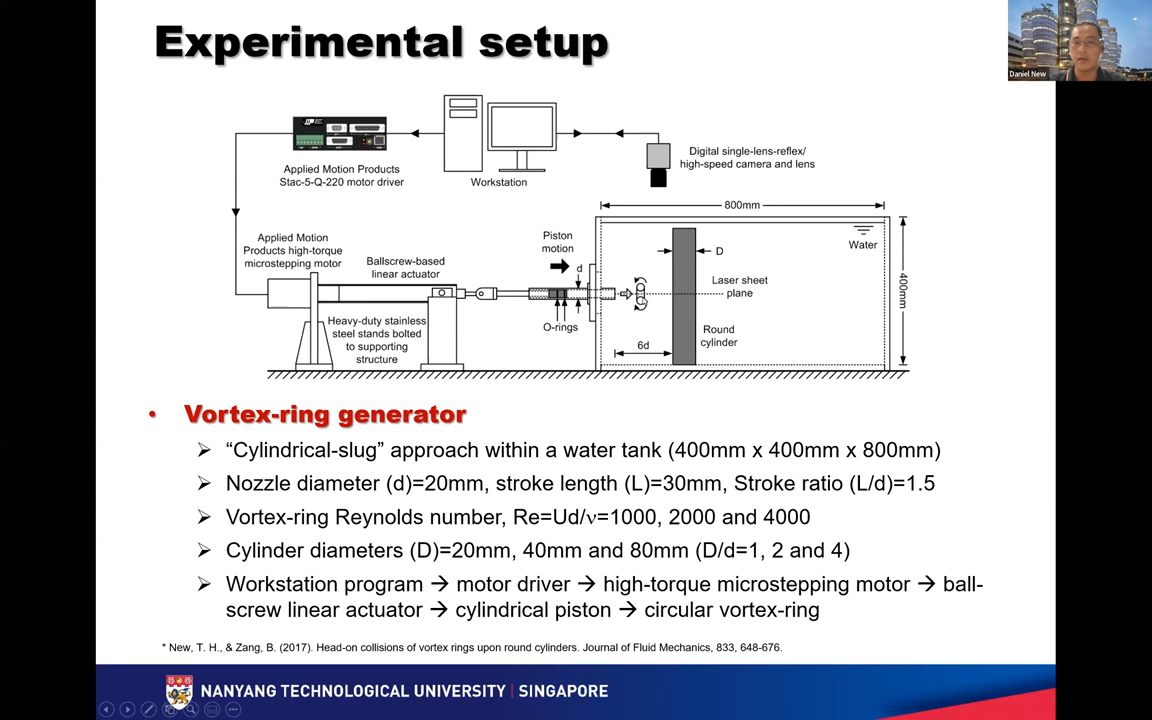 Experimental setup
Daniel New
Applied Motion Products
Stac-5-Q-220 motor driver
Workstation
Digital single-lens-reflex/
high-speed camera and lens
800mm
Applied Motion
Products high-torque
microstepping motor
Ballscrew-based
linear actuator
Piston
motion
d
D
Water
Laser sheet
plane
400mm
O-rings
Heavy-duty stainless
steel stands bolted
to supporting
structure
6d
Round
cylinder
• Vortex-ring generator
➢ “Cylindrical-slug” approach within a water tank (400mm x 400mm x 800mm)
➢ Nozzle diameter (d)=20mm, stroke length (L)=30mm, Stroke ratio (L/d)=1.5
➢ Vortex-ring Reynolds number, Re=Ud/ν=1000, 2000 and 4000
➢ Cylinder diameters (D)=20mm, 40mm and 80mm (D/d=1, 2 and 4)
➢ Workstation program → motor driver → high-torque microstepping motor → ball-
screw linear actuator → cylindrical piston → circular vortex-ring
* New, T. H., & Zang, B. (2017). Head-on collisions of vortex rings upon round cylinders. Journal of Fluid Mechanics, 833, 648-676.
NANYANG TECHNOLOGICAL UNIVERSITY | SINGAPORE